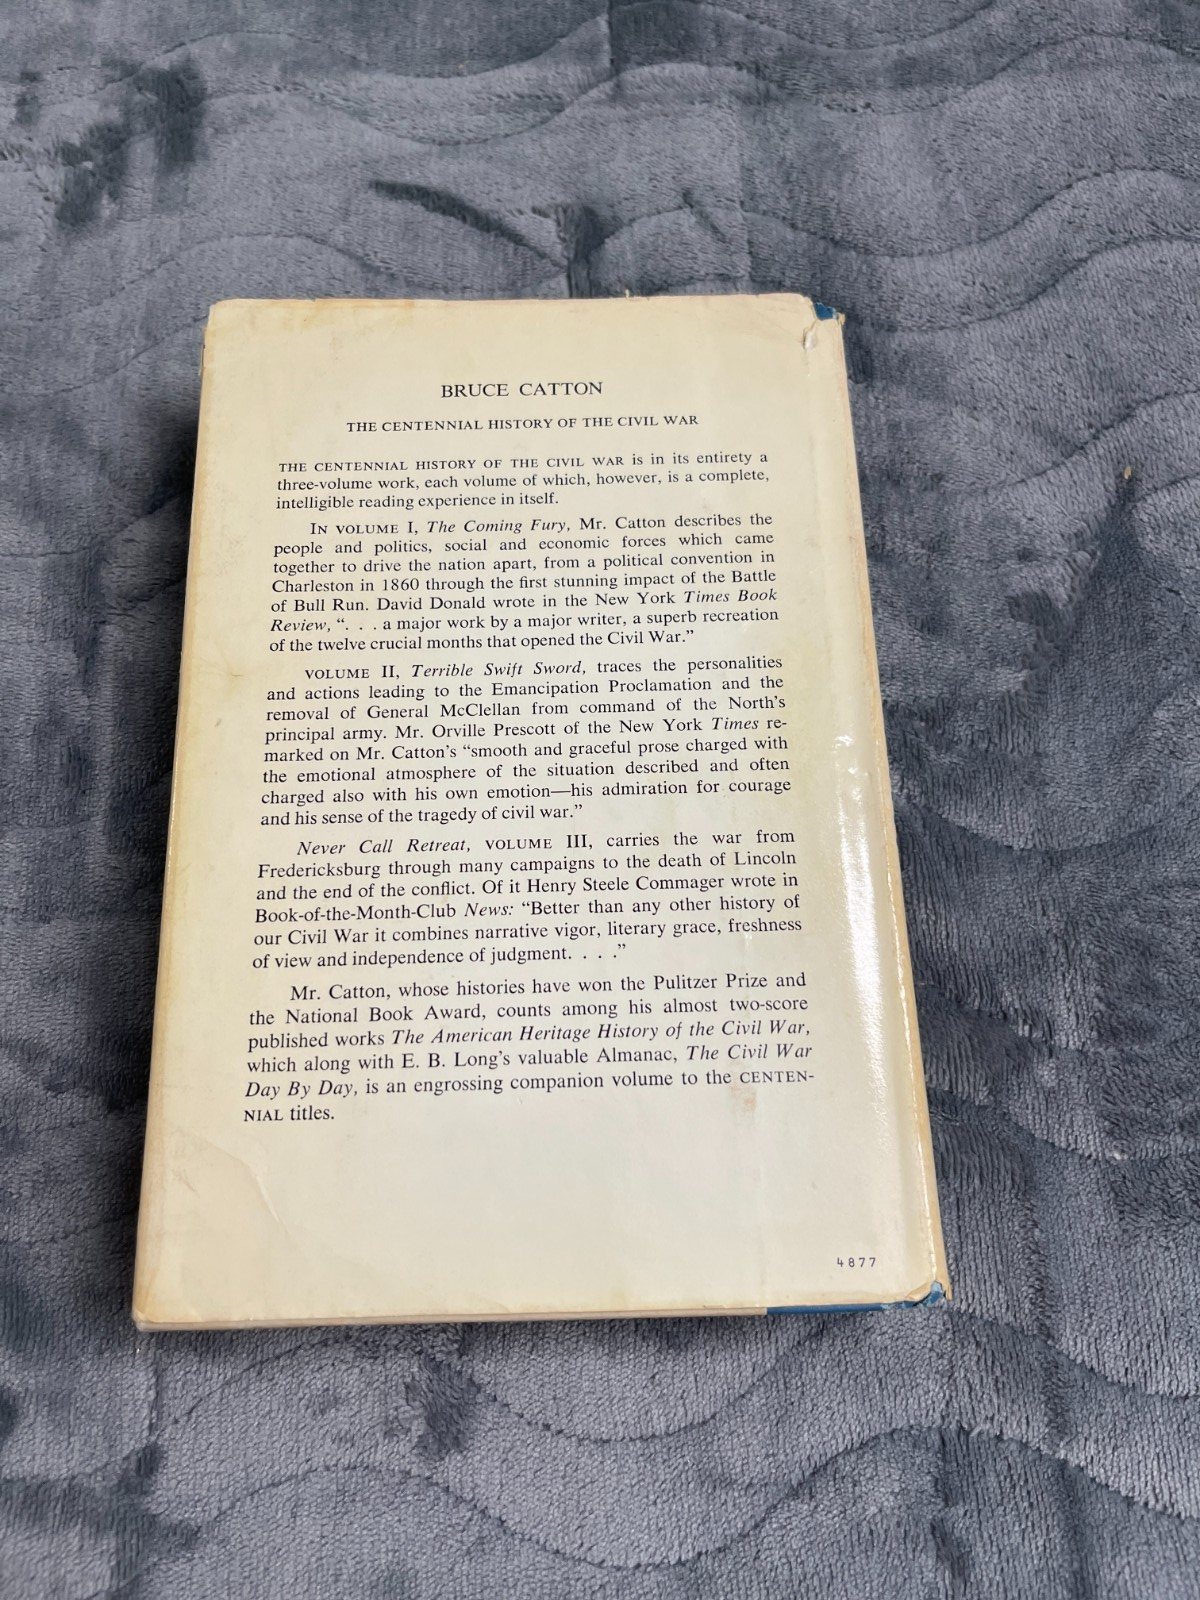 BRUCE CATTON
THE CENTENNIAL HISTORY OF THE CIVIL WAR
THE CENTENNIAL HISTORY OF THE CIVIL WAR is in its entirety a
three-volume work, each volume of which, however, is a complete,
intelligible reading experience in itself.
IN VOLUME I, The Coming Fury, Mr. Catton describes the
people and politics, social and economic forces which came
together to drive the nation apart, from a political convention in
Charleston in 1860 through the first stunning impact of the Battle
of Bull Run. David Donald wrote in the New York Times Book
Review, ". . . a major work by a major writer, a superb recreation
of the twelve crucial months that opened the Civil War."
VOLUME II, Terrible Swift Sword, traces the personalities
and actions leading to the Emancipation Proclamation and the
removal of General McClellan from command of the North's
principal army. Mr. Orville Prescott of the New York Times re-
marked on Mr. Catton's "smooth and graceful prose charged with
the emotional atmosphere of the situation described and often
charged also with his own emotion—his admiration for courage
and his sense of the tragedy of civil war."
Never Call Retreat, VOLUME III, carries the war from
Fredericksburg through many campaigns to the death of Lincoln
and the end of the conflict. Of it Henry Steele Commager wrote in
Book-of-the-Month-Club News: "Better than any other history of
our Civil War it combines narrative vigor, literary grace, freshness
of view and independence of judgment. . . ."
Mr. Catton, whose histories have won the Pulitzer Prize and
the National Book Award, counts among his almost two-score
published works The American Heritage History of the Civil War,
which along with E. B. Long's valuable Almanac, The Civil War
Day By Day, is an engrossing companion volume to the CENTEN-
NIAL titles.
4877